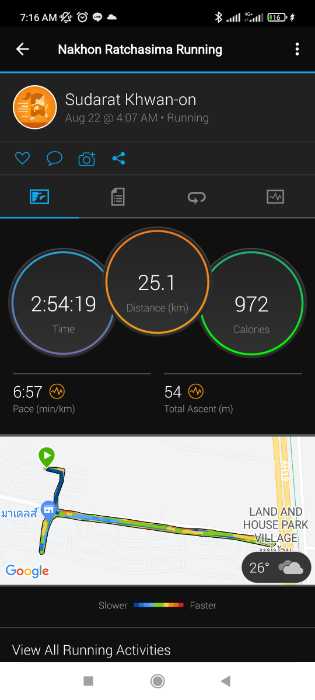 7:16 AM
16
Nakhon Ratchasima Running
Sudarat Khwan-on
Aug 22 @ 4:07 AM • Running
2:54:19
Time
25.1
Distance (km)
972
Calories
6:57
Pace (min/km)
54
Total Ascent (m)
มาเดลส์
LAND AND
HOUSE PARK
VILLAGE
Google
26°
Slower
Faster
View All Running Activities